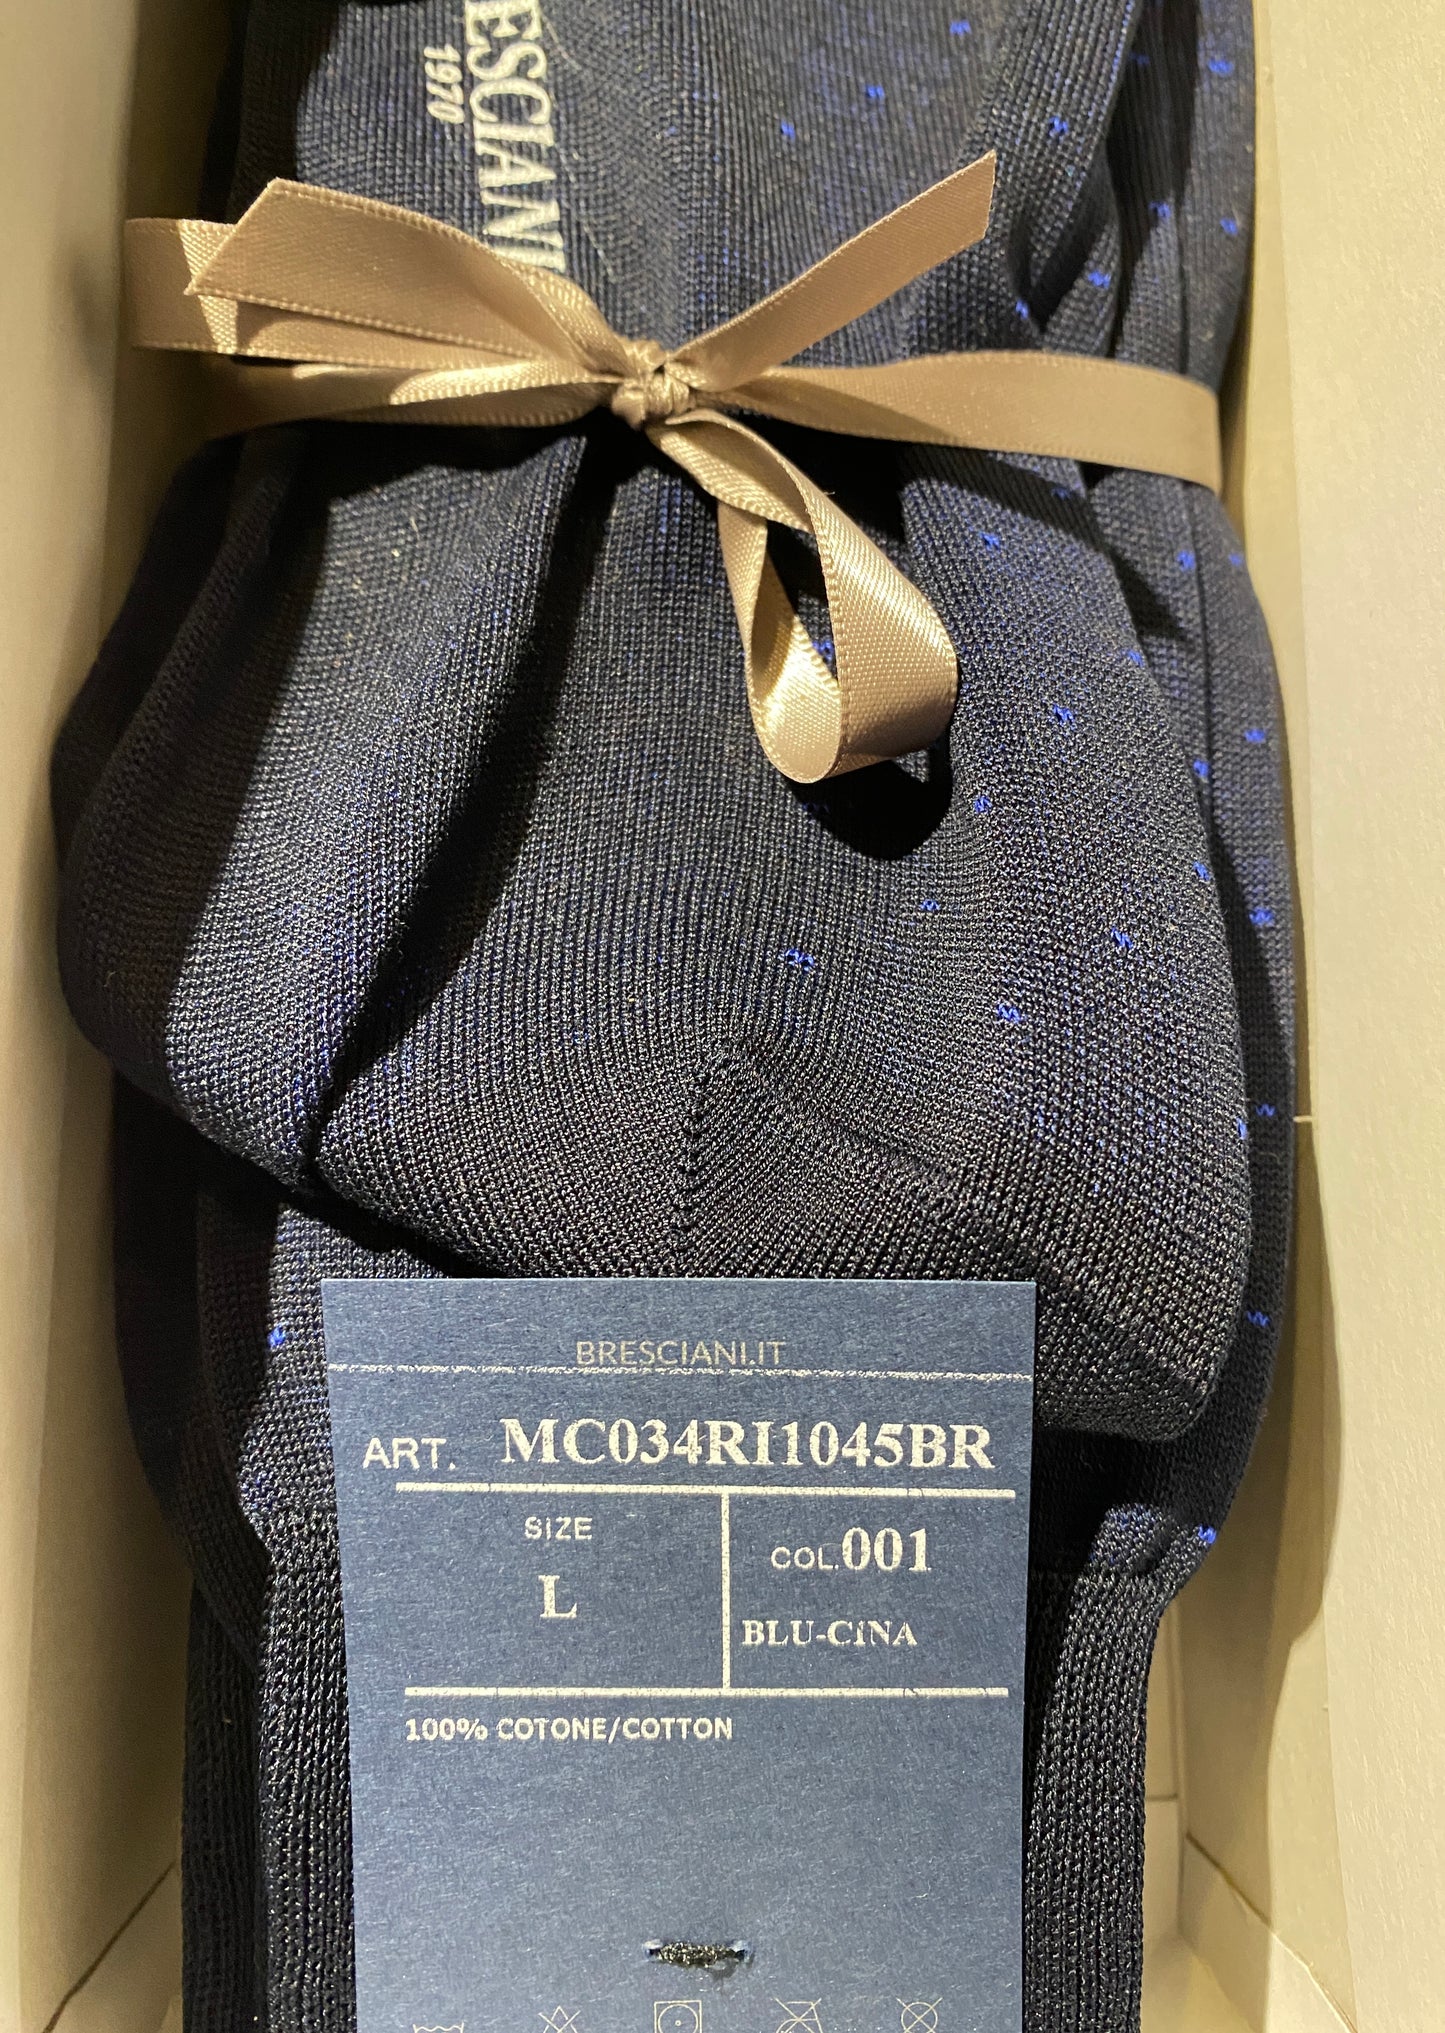 ESCIANI
1970
BRESCIANI.IT
ART. MC034RI1045BR
SIZE
L
COL. 001
BLU-CINA
100% COTONE/COTTON